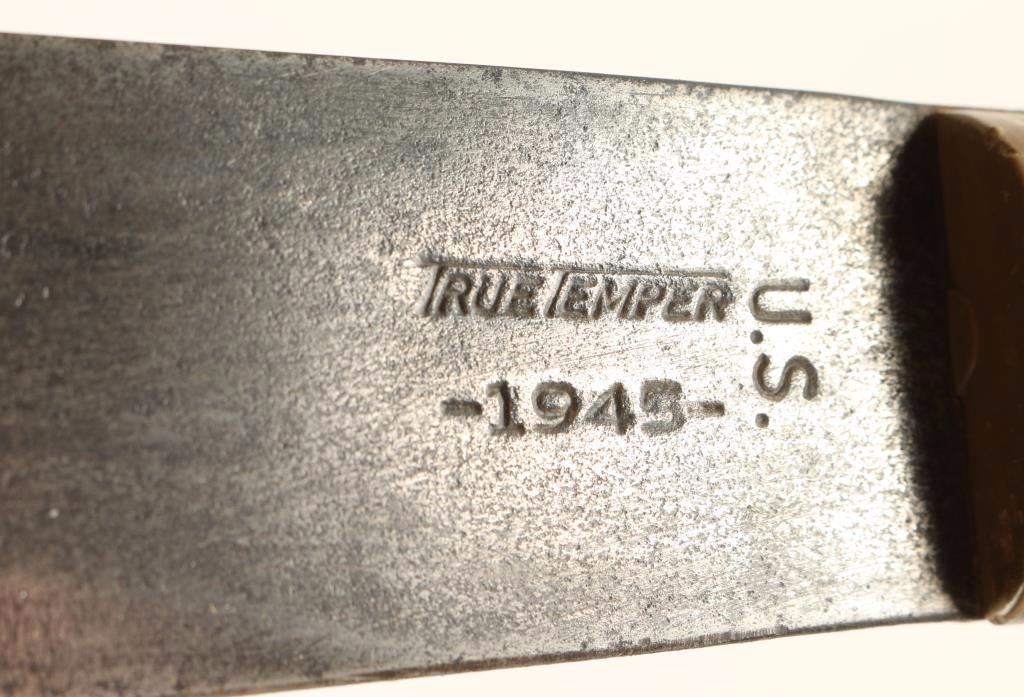 TRUE TEMPER
-1945-
U.S.